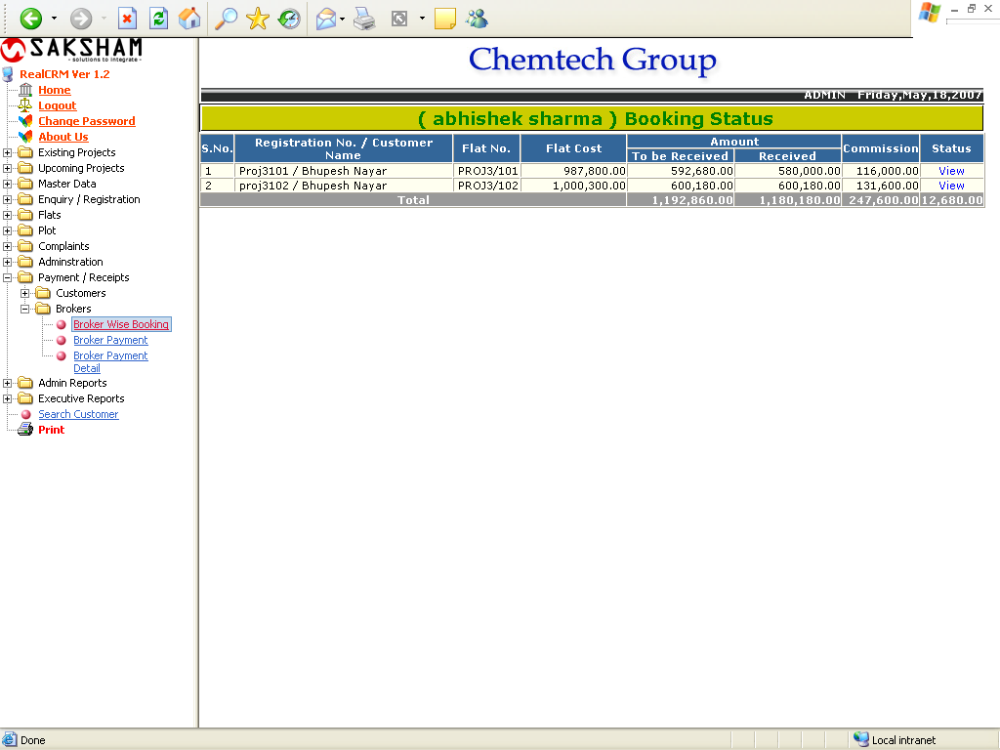 SAKSHAM
- solutions to integrate -
RealCRM Ver 1.2
Home
Logout
Change Password
About Us
Existing Projects
Upcoming Projects
Master Data
Enquiry / Registration
Flats
Plot
Complaints
Adminstration
Payment / Receipts
Customers
Brokers
Broker Wise Booking
Broker Payment
Broker Payment
Detail
Admin Reports
Executive Reports
Search Customer
Print
Chemtech Group
ADMIN Friday,May,18,2007
( abhishek sharma ) Booking Status
S.No. Registration No. / Customer Name Flat No. Flat Cost Amount To be Received Received Commission Status
1 Proj3101 / Bhupesh Nayar PROJ3/101 987,800.00 592,680.00 580,000.00 116,000.00 View
2 proj3102 / Bhupesh Nayar PROJ3/102 1,000,300.00 600,180.00 600,180.00 131,600.00 View
Total 1,192,860.00 1,180,180.00 247,600.00 12,680.00
Done Local intranet